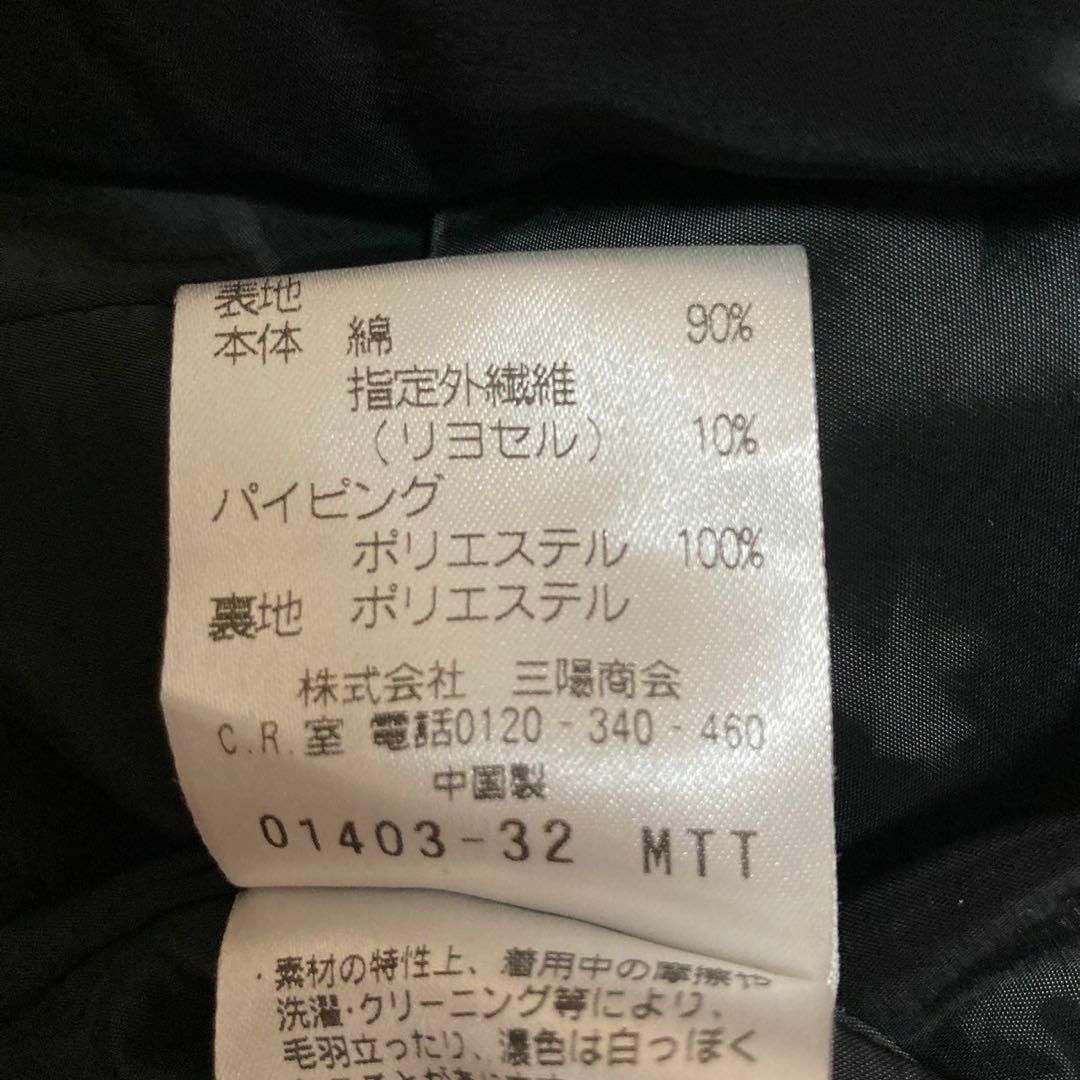 表地
本体 綿 90%
指定外繊維
(リヨセル) 10%
パイピング
ポリエステル 100%
裏地 ポリエステル
株式会社 三陽商会
C.R.室 電話0120-340-460
中国製
01403-32 MTT
・素材の特性上、着用中の摩擦や
洗濯・クリーニング等により、
毛羽立ったり、濃色は白っぽく